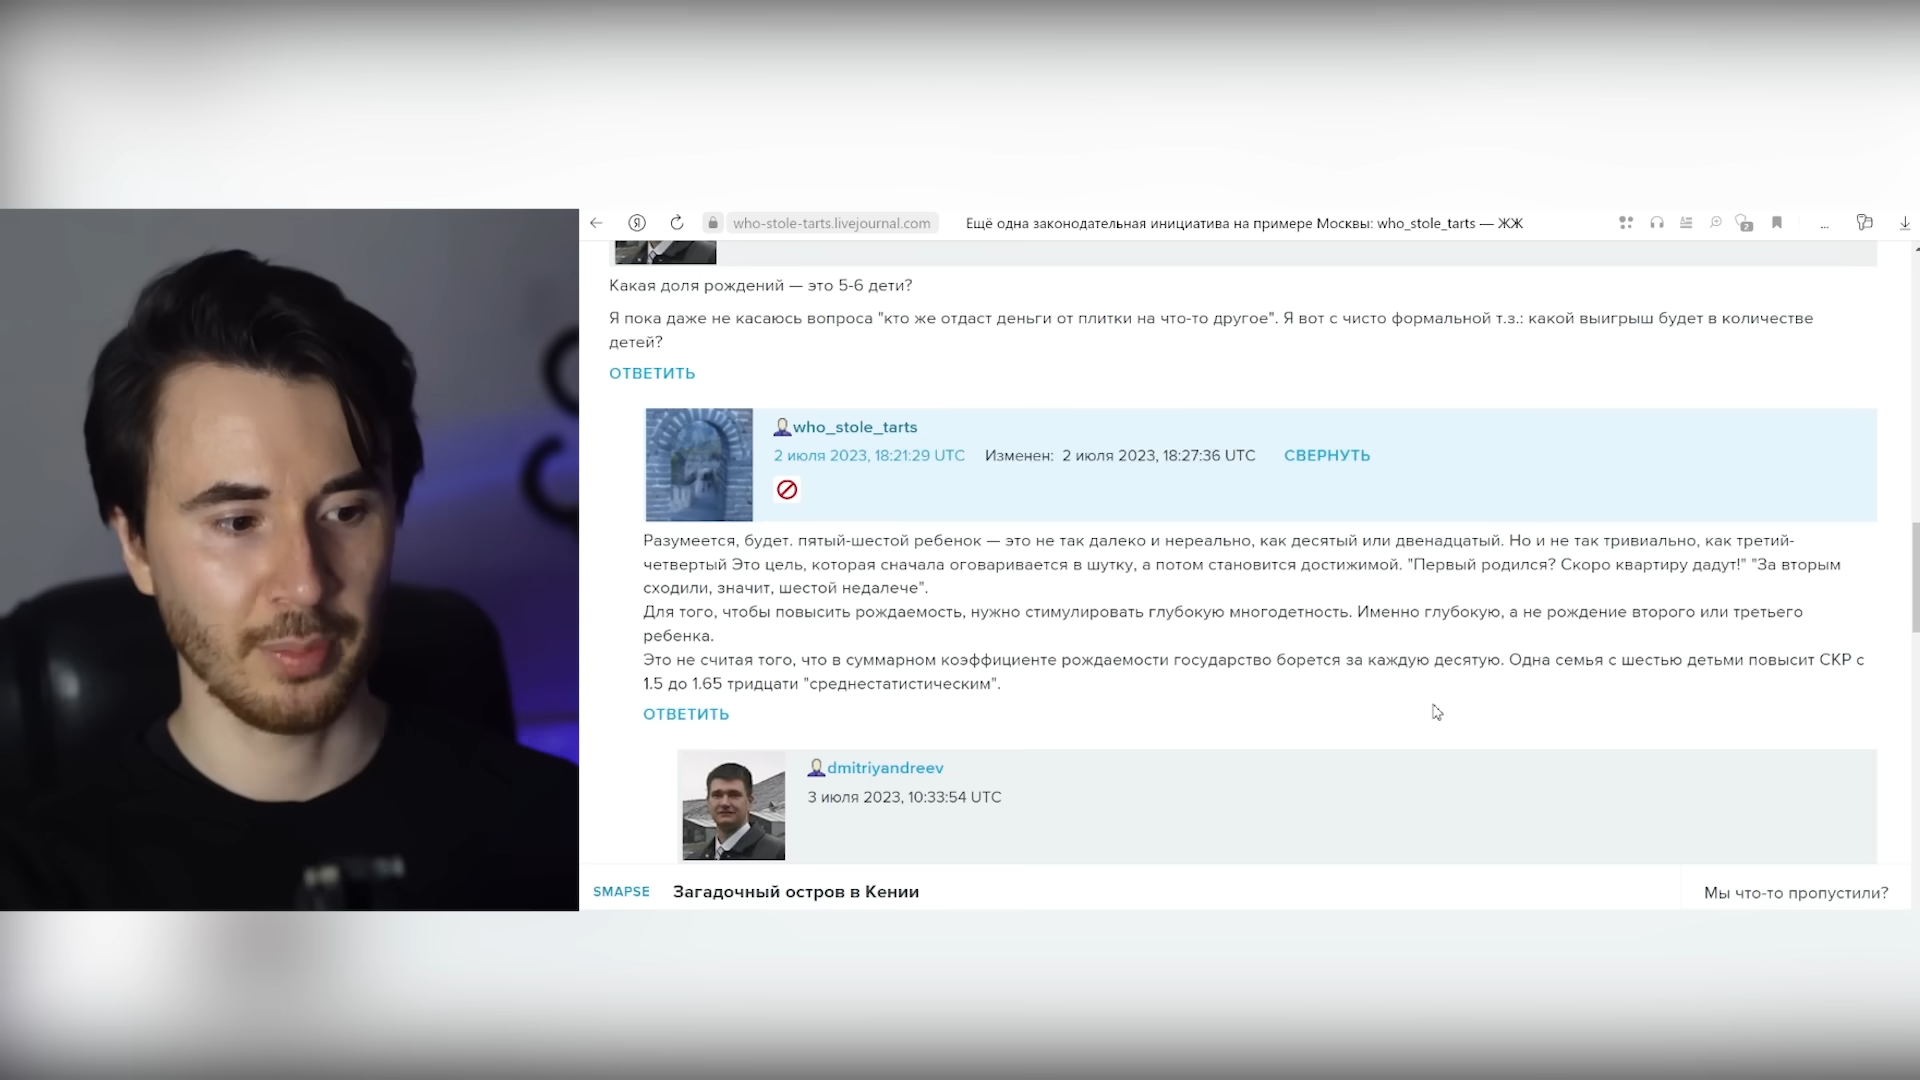 who-stole-tarts.livejournal.com Ещё одна законодательная инициатива на примере Москвы: who_stole_tarts — ЖЖ
2
...
Какая доля рождений — это 5-6 дети?
Я пока даже не касаюсь вопроса "кто же отдаст деньги от плитки на что-то другое". Я вот с чисто формальной т.з.: какой выигрыш будет в количестве
детей?
ОТВЕТИТЬ
who_stole_tarts
2 июля 2023, 18:21:29 UTC Изменен: 2 июля 2023, 18:27:36 UTC СВЕРНУТЬ
Разумеется, будет. пятый-шестой ребенок — это не так далеко и нереально, как десятый или двенадцатый. Но и не так тривиально, как третий-
четвертый Это цель, которая сначала оговаривается в шутку, а потом становится достижимой. "Первый родился? Скоро квартиру дадут!" "За вторым
сходили, значит, шестой недалече".
Для того, чтобы повысить рождаемость, нужно стимулировать глубокую многодетность. Именно глубокую, а не рождение второго или третьего
ребенка.
Это не считая того, что в суммарном коэффициенте рождаемости государство борется за каждую десятую. Одна семья с шестью детьми повысит СКР с
1.5 до 1.65 тридцати "среднестатистическим".
ОТВЕТИТЬ
dmitriyandreev
3 июля 2023, 10:33:54 UTC
SMAPSE Загадочный остров в Кении
Мы что-то пропустили?